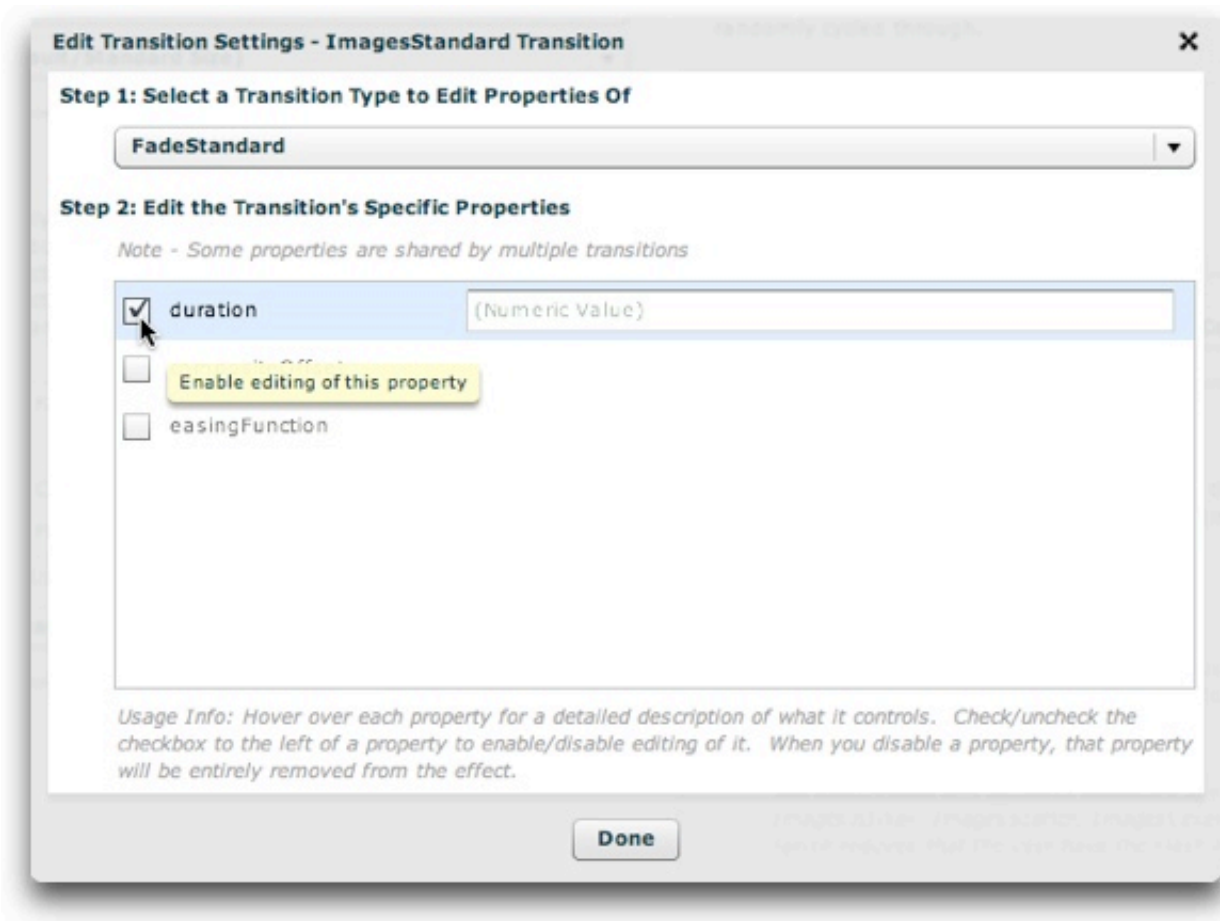 randomly cycled through.
Edit Transition Settings - ImagesStandard Transition
Step 1: Select a Transition Type to Edit Properties Of
FadeStandard
Step 2: Edit the Transition's Specific Properties
Note - Some properties are shared by multiple transitions
duration
(Numeric Value)
Enable editing of this property
easingFunction
Usage Info: Hover over each property for a detailed description of what it controls. Check/uncheck the
checkbox to the left of a property to enable/disable editing of it. When you disable a property, that property
will be entirely removed from the effect.
Done